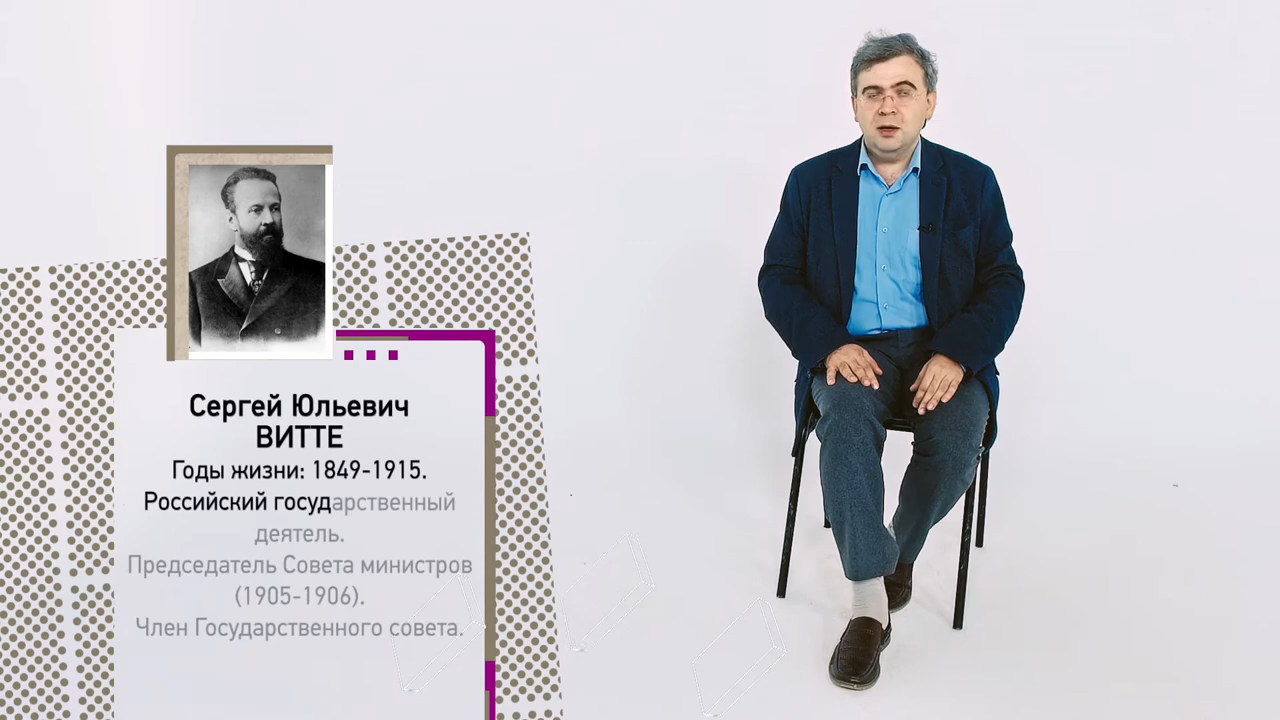 Сергей Юльевич
ВИТТЕ
Годы жизни: 1849-1915.
Российский государственный
деятель.
Председатель Совета министров
(1905-1906).
Член Государственного совета.